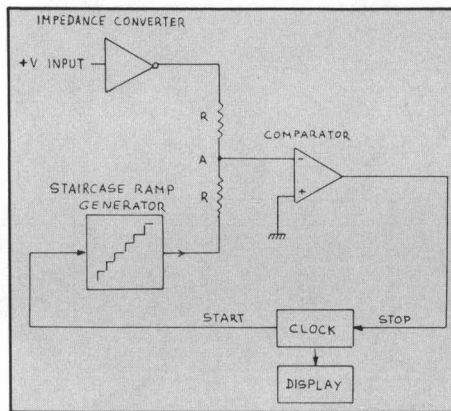 IMPEDANCE CONVERTER
+V INPUT
R
COMPARATOR
A
-
R
+
STAIRCASE RAMP
GENERATOR
START
CLOCK
STOP
DISPLAY